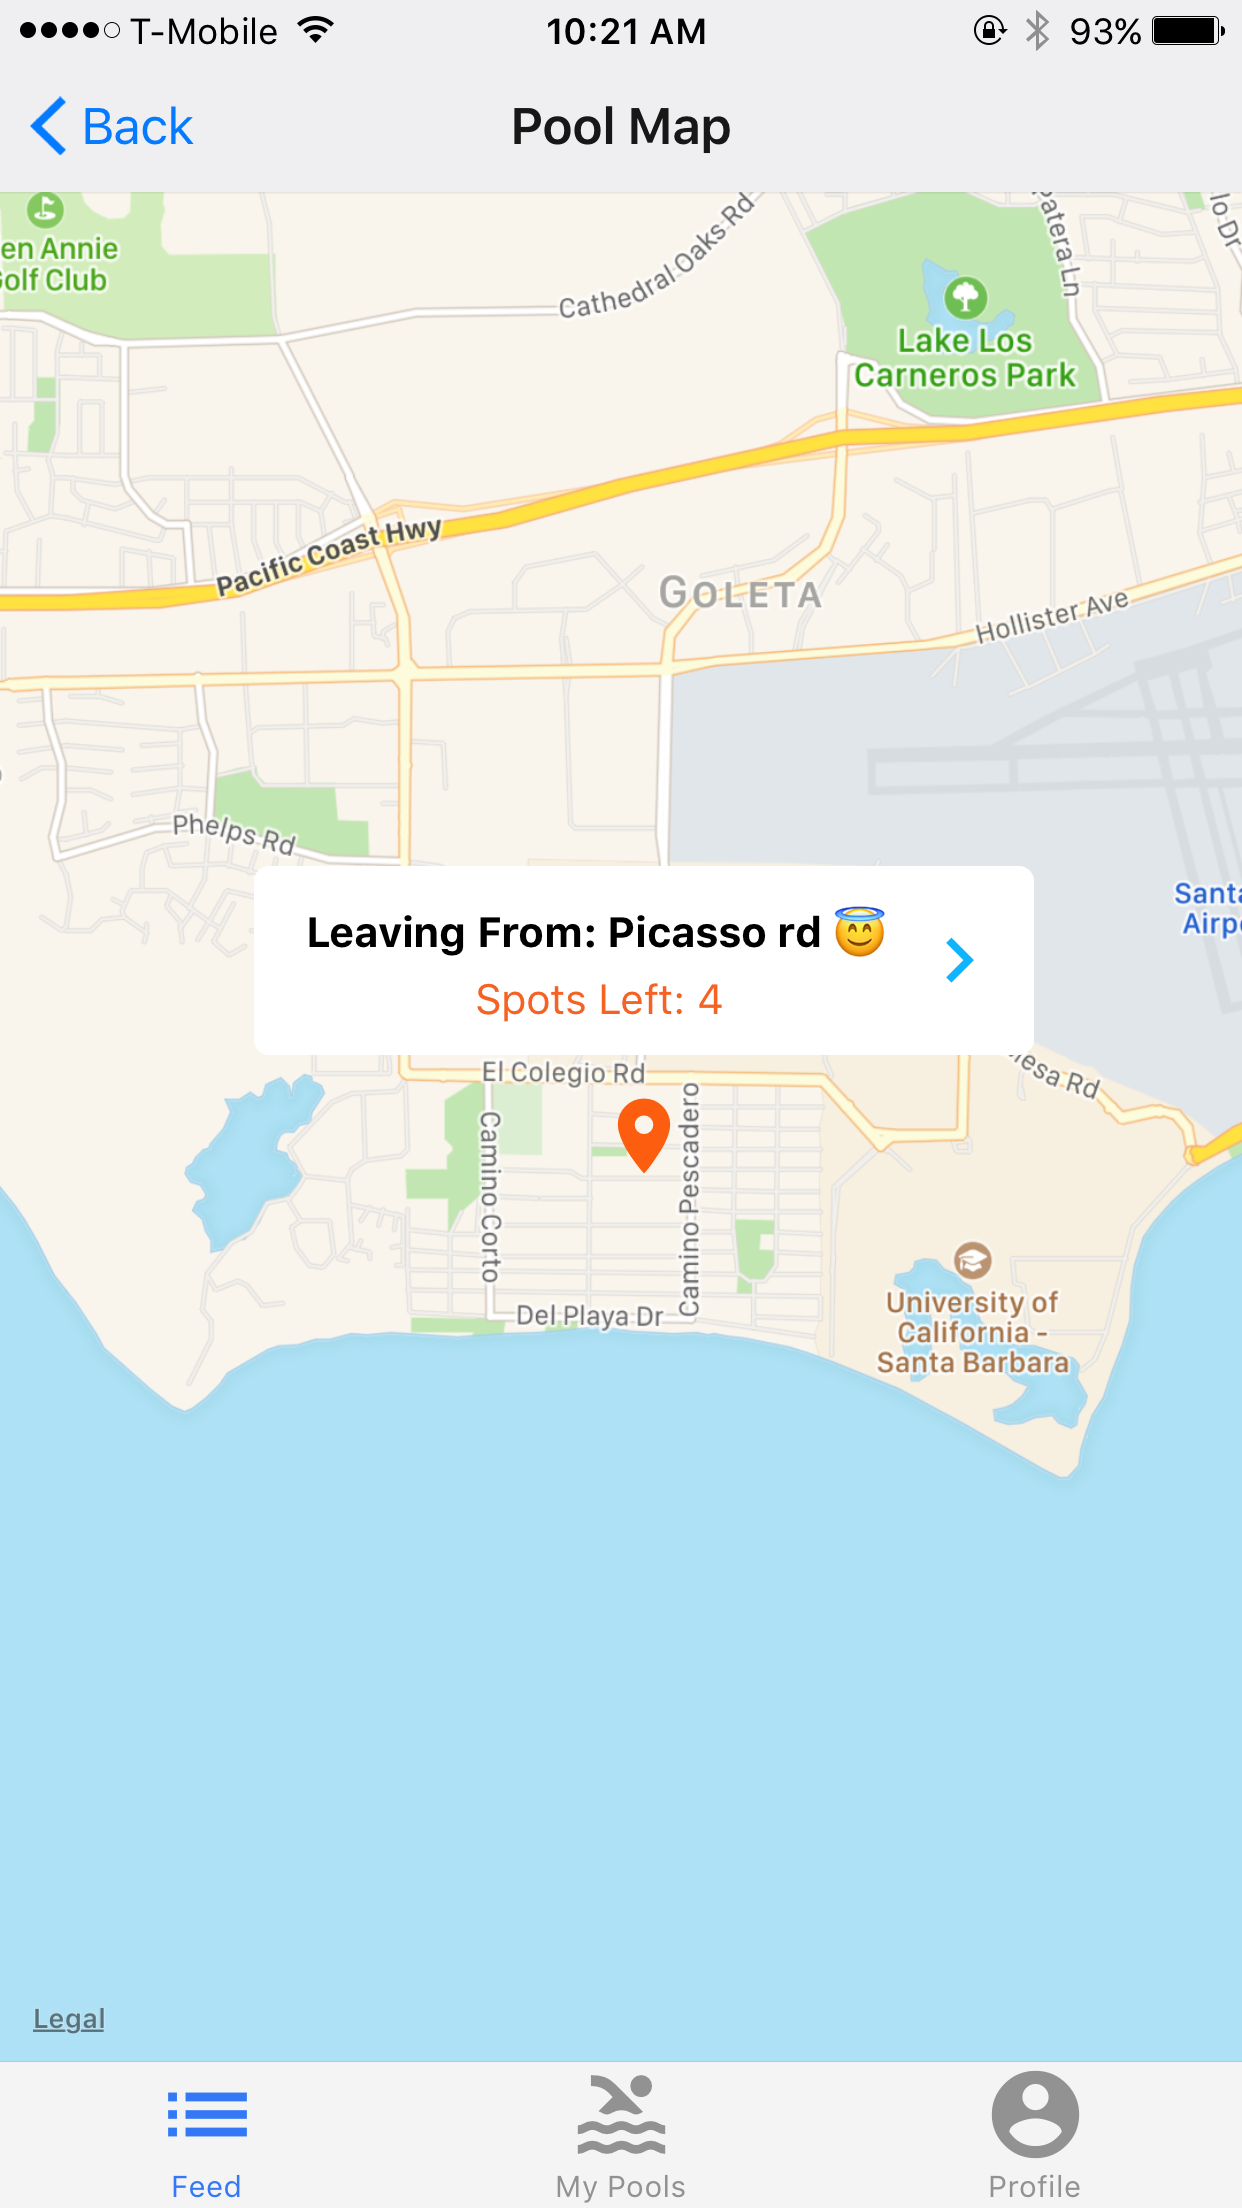 T-Mobile 10:21 AM 93%
Back Pool Map
Cathedral Oaks Rd
Patera Ln
lo Dr
en Annie
Golf Club
Lake Los
Carneros Park
Pacific Coast Hwy
GOLETA
Hollister Ave
Phelps Rd
Santa
Airpo
Leaving From: Picasso rd 😇
Spots Left: 4
El Colegio Rd
esa Rd
Camino Corto
Camino Pescadero
Del Playa Dr
University of
California -
Santa Barbara
Legal
Feed My Pools Profile